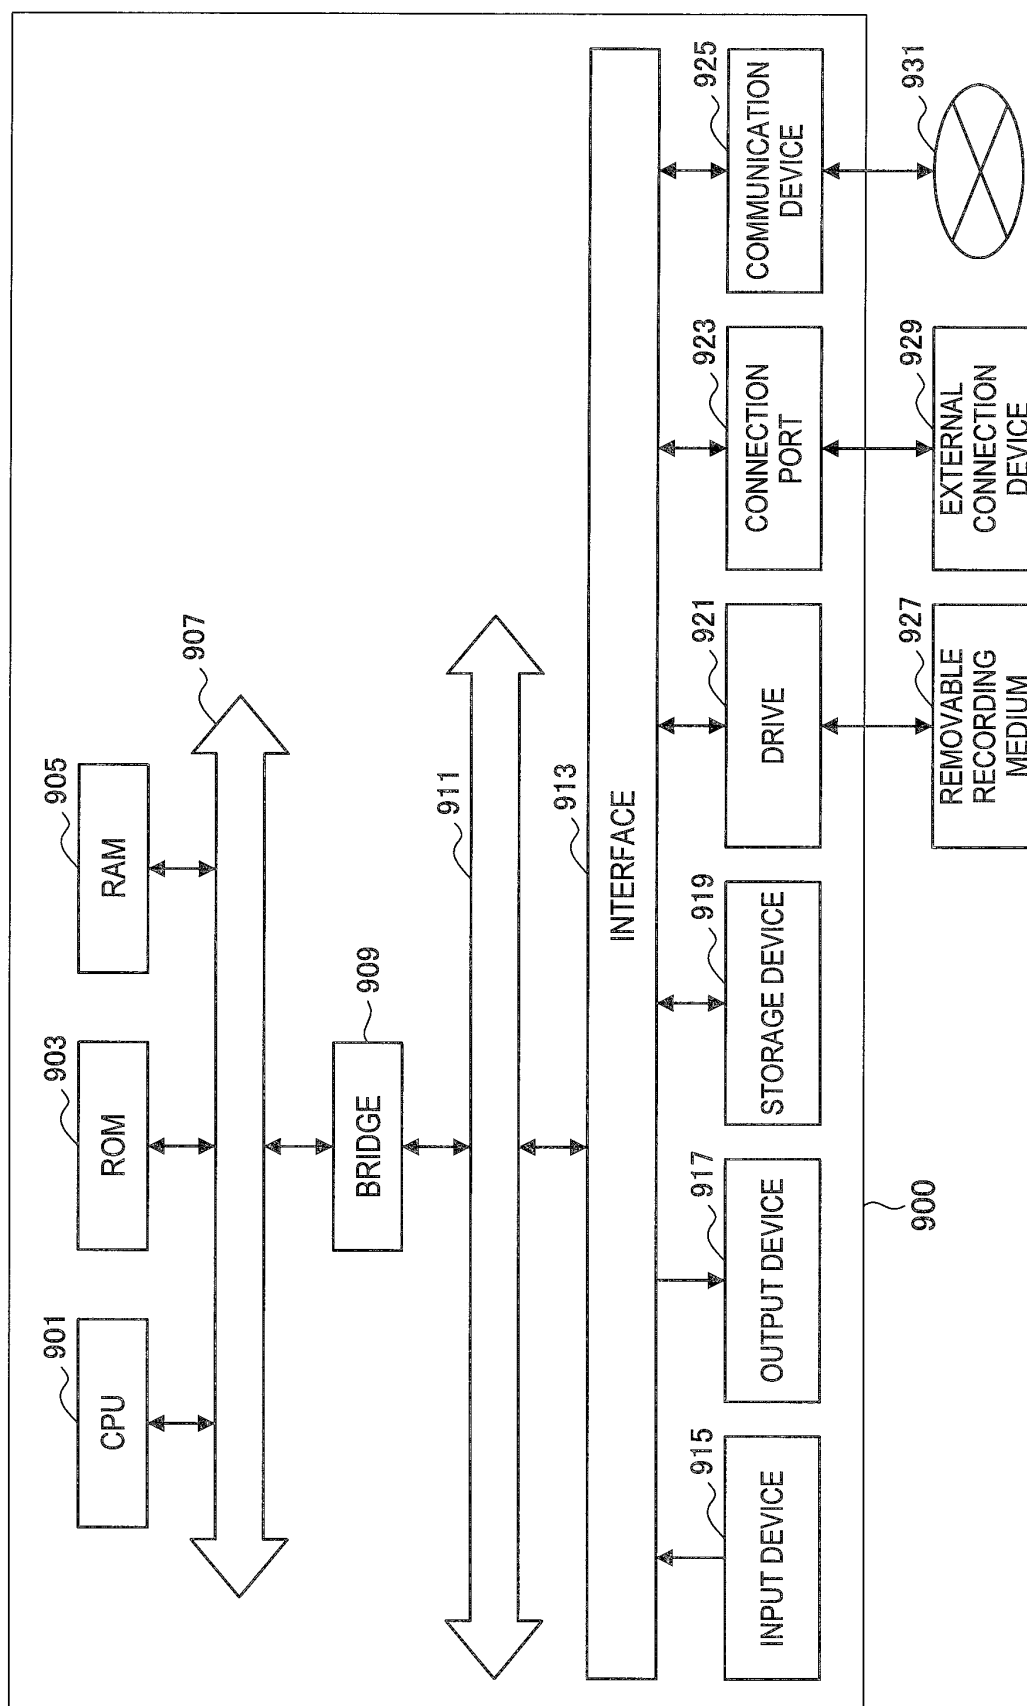 901
CPU
903
ROM
905
RAM
907
909
BRIDGE
911
913
INTERFACE
915
INPUT DEVICE
917
OUTPUT DEVICE
919
STORAGE DEVICE
921
DRIVE
923
CONNECTION
PORT
925
COMMUNICATION
DEVICE
900
927
REMOVABLE
RECORDING
MEDIUM
929
EXTERNAL
CONNECTION
DEVICE
931